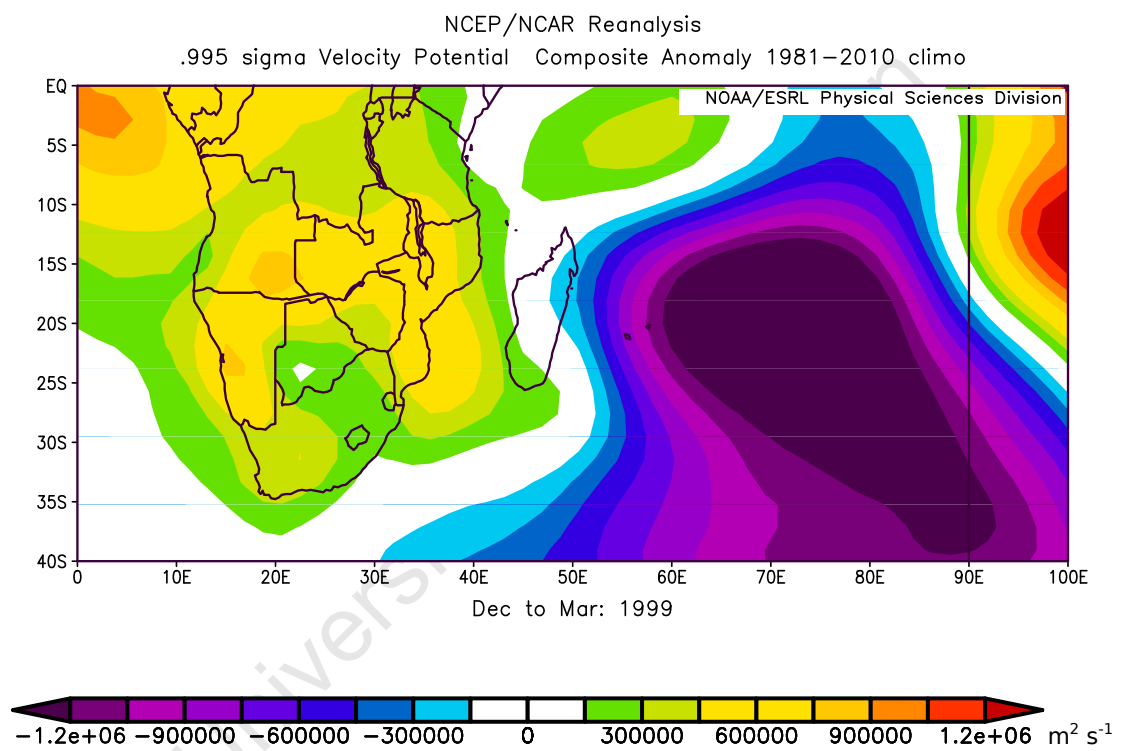 NCEP/NCAR Reanalysis
.995 sigma Velocity Potential Composite Anomaly 1981−2010 climo
NOAA/ESRL Physical Sciences Division
EQ
5S
10S
15S
20S
25S
30S
35S
40S
0 10E 20E 30E 40E 50E 60E 70E 80E 90E 100E
Dec to Mar: 1999
−1.2e+06 −900000 −600000 −300000 0 300000 600000 900000 1.2e+06 m² s⁻¹